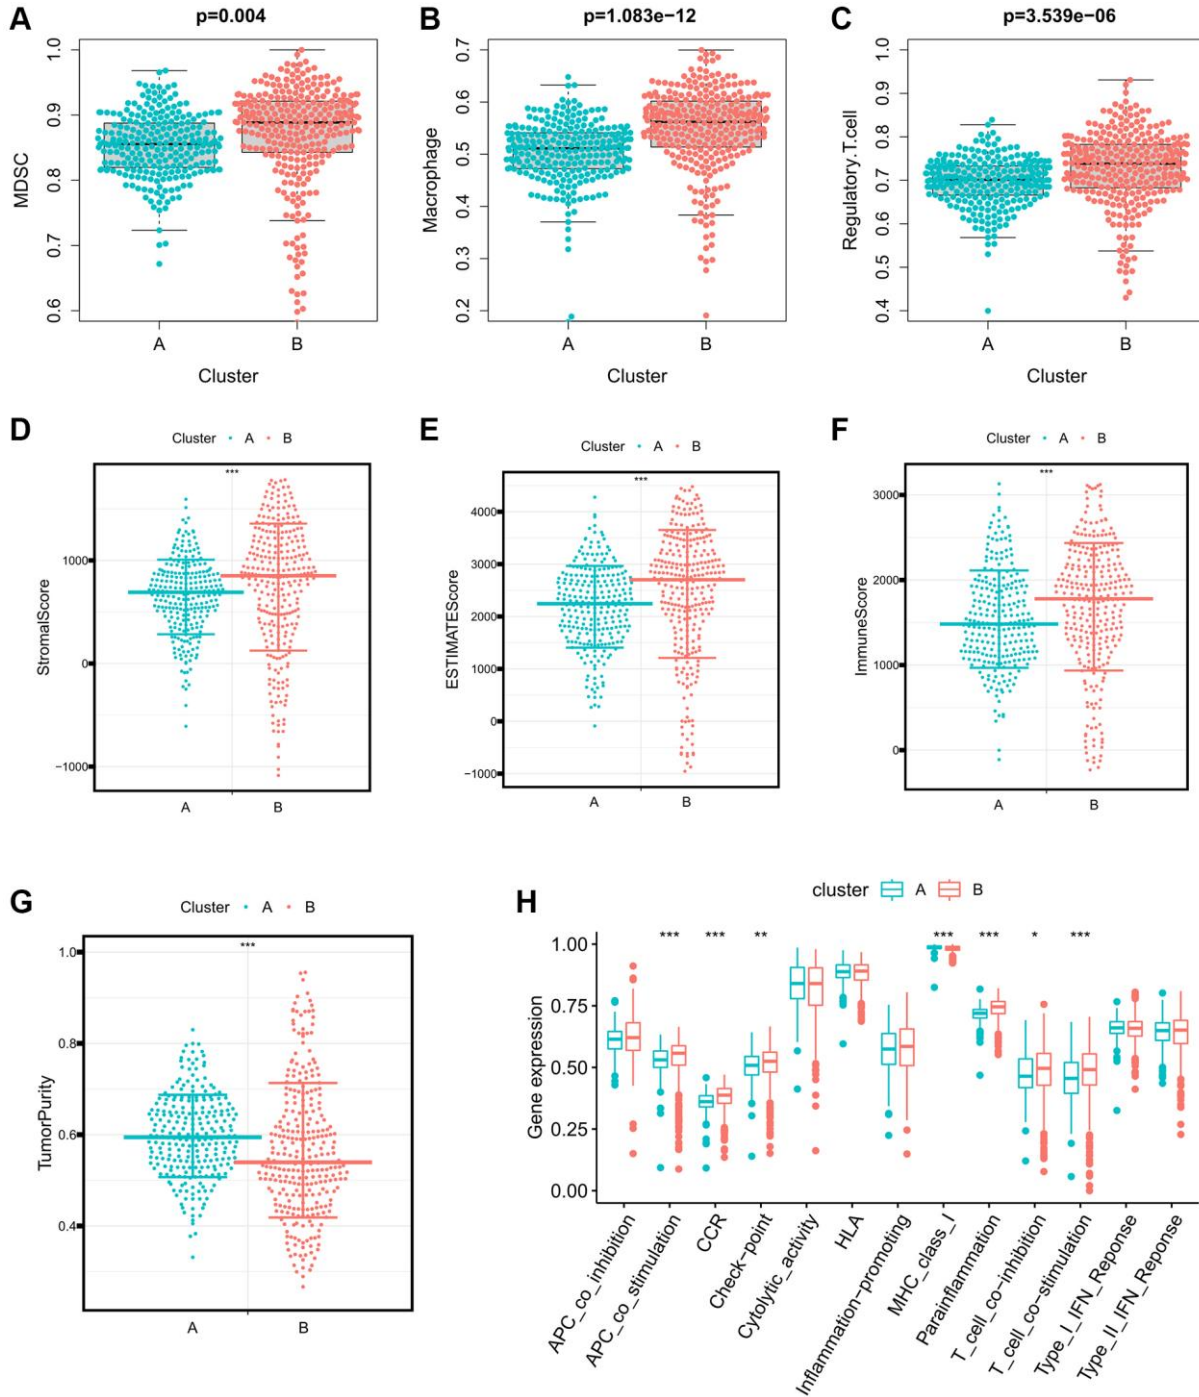 A
p=0.004
MDSC
1.0
0.9
0.8
0.7
0.6
A B
Cluster
B
p=1.083e−12
Macrophage
0.7
0.6
0.5
0.4
0.3
0.2
A B
Cluster
C
p=3.539e−06
Regulatory.T.cell
1.0
0.9
0.8
0.7
0.6
0.5
0.4
A B
Cluster
D
Cluster A B
***
StromalScore
1000
0
−1000
A B
E
Cluster A B
***
ESTIMATEScore
4000
3000
2000
1000
0
−1000
A B
F
Cluster A B
***
ImmuneScore
3000
2000
1000
0
A B
G
Cluster A B
***
TumorPurity
1.0
0.8
0.6
0.4
A B
H
cluster A B
*** *** ** *** *** * ***
Gene expression
1.00
0.75
0.50
0.25
0.00
APC_co_inhibition
APC_co_stimulation
CCR
Check−point
Cytolytic_activity
HLA
Inflammation−promoting
MHC_class_I
Parainflammation
T_cell_co−inhibition
T_cell_co−stimulation
Type_I_IFN_Reponse
Type_II_IFN_Reponse